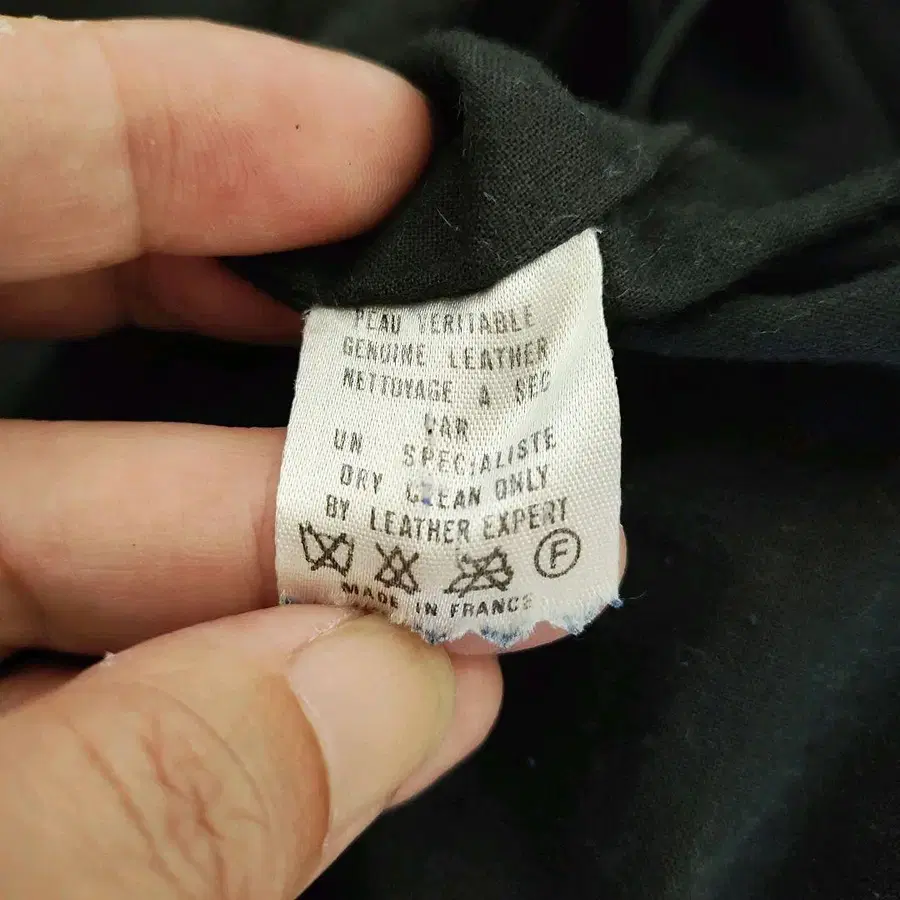 PEAU VERITABLE
GENUINE LEATHER
NETTOYAGE A SEC
PAR
UN SPECIALISTE
DRY CLEAN ONLY
BY LEATHER EXPERT
F
MADE IN FRANCE